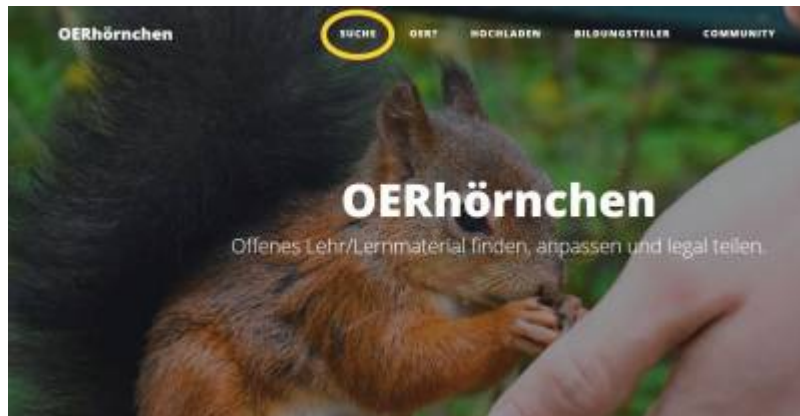 OERhörnchen
SUCHE OER? HOCHLADEN BILDUNGSTEILER COMMUNITY
OERhörnchen
Offenes Lehr/Lernmaterial finden, anpassen und legal teilen.